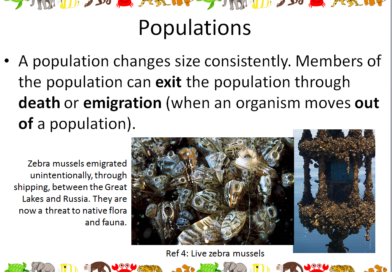 Populations
• A population changes size consistently. Members of
the population can exit the population through
death or emigration (when an organism moves out
of a population).
Zebra mussels emigrated
unintentionally, through
shipping, between the Great
Lakes and Russia. They are
now a threat to native flora
and fauna.
Ref 4: Live zebra mussels